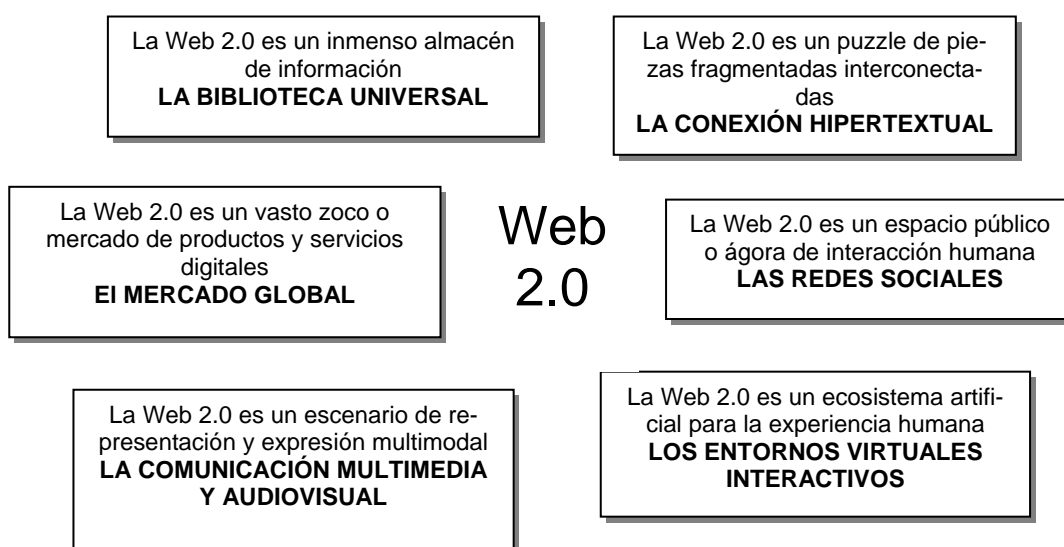 La Web 2.0 es un inmenso almacén
de información
LA BIBLIOTECA UNIVERSAL
La Web 2.0 es un puzzle de pie-
zas fragmentadas interconecta-
das
LA CONEXIÓN HIPERTEXTUAL
La Web 2.0 es un vasto zoco o
mercado de productos y servicios
digitales
El MERCADO GLOBAL
Web
2.0
La Web 2.0 es un espacio público
o ágora de interacción humana
LAS REDES SOCIALES
La Web 2.0 es un escenario de re-
presentación y expresión multimodal
LA COMUNICACIÓN MULTIMEDIA
Y AUDIOVISUAL
La Web 2.0 es un ecosistema artifi-
cial para la experiencia humana
LOS ENTORNOS VIRTUALES
INTERACTIVOS